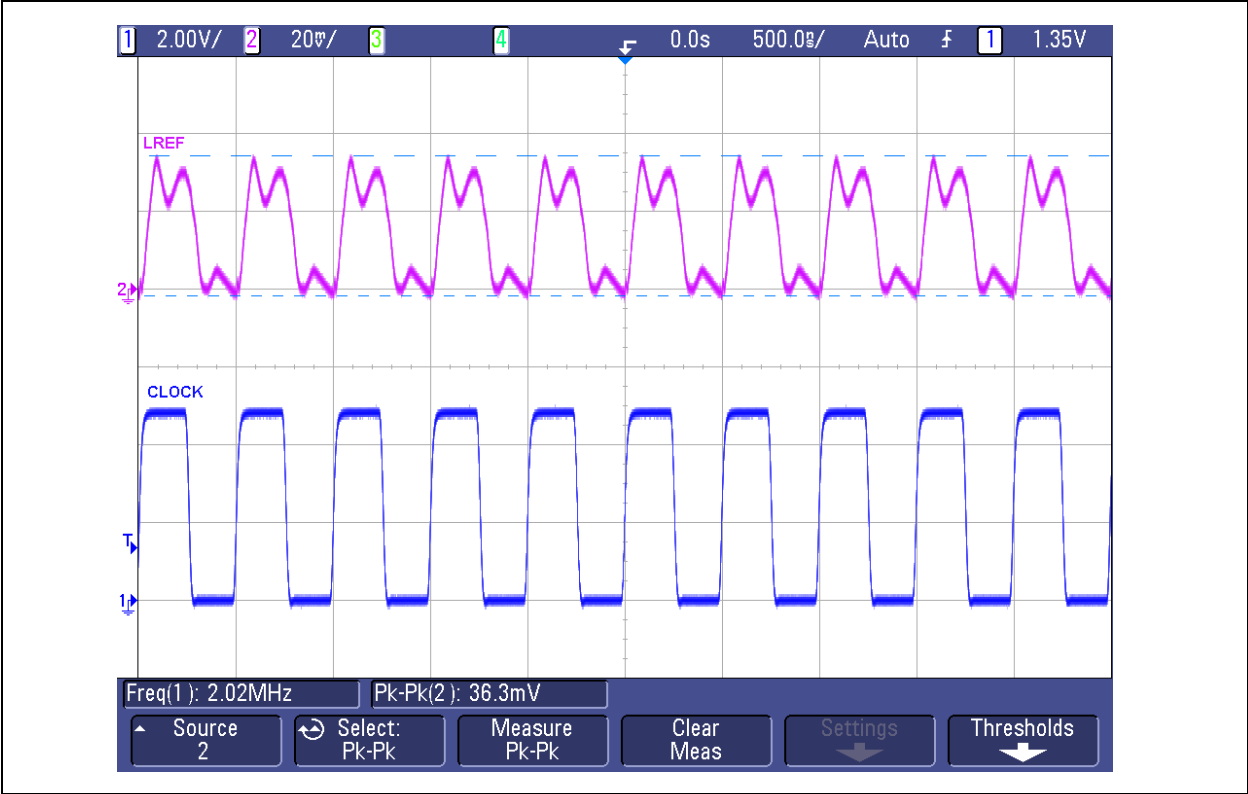 1 2.00V/ 2 20mV/ 3 4 0.0s 500.0ns/ Auto 1 1.35V
LREF
2
CLOCK
T
1
Freq(1): 2.02MHz Pk-Pk(2): 36.3mV
Source Select: Measure Clear Settings Thresholds
2 Pk-Pk Pk-Pk Meas